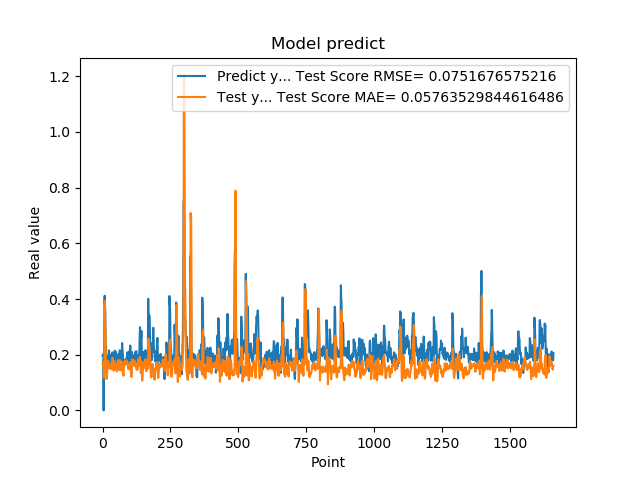 Model predict
Predict y... Test Score RMSE= 0.0751676575216
Test y... Test Score MAE= 0.05763529844616486
Real value
1.2
1.0
0.8
0.6
0.4
0.2
0.0
0 250 500 750 1000 1250 1500
Point